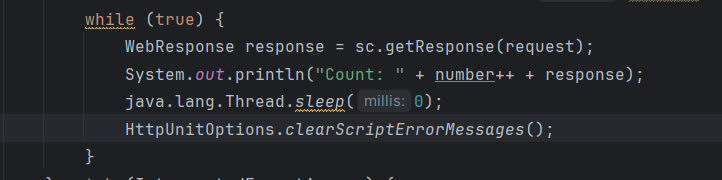 while (true) {
WebResponse response = sc.getResponse(request);
System.out.println("Count: " + number++ + response);
java.lang.Thread.sleep( millis: 0);
HttpUnitOptions.clearScriptErrorMessages();
}